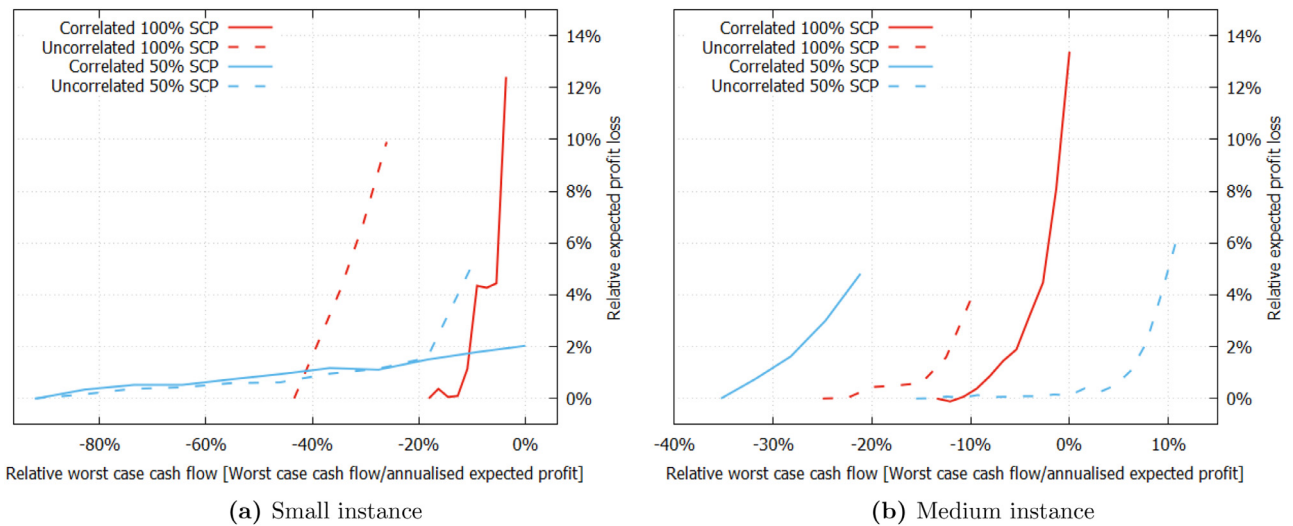 Correlated 100% SCP
Uncorrelated 100% SCP
Correlated 50% SCP
Uncorrelated 50% SCP
14%
12%
10%
8%
6%
4%
2%
0%
Relative expected profit loss
-80%
-60%
-40%
-20%
0%
Relative worst case cash flow [Worst case cash flow/annualised expected profit]
(a) Small instance
Correlated 100% SCP
Uncorrelated 100% SCP
Correlated 50% SCP
Uncorrelated 50% SCP
14%
12%
10%
8%
6%
4%
2%
0%
Relative expected profit loss
-40%
-30%
-20%
-10%
0%
10%
Relative worst case cash flow [Worst case cash flow/annualised expected profit]
(b) Medium instance